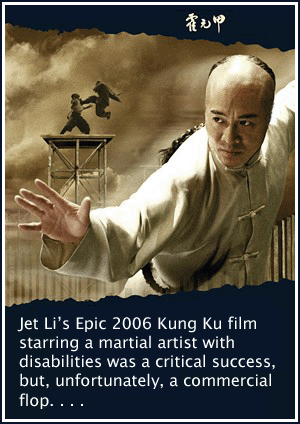 霍元甲
Jet Li's Epic 2006 Kung Ku film
starring a martial artist with
disabilities was a critical success,
but, unfortunately, a commercial
flop. . . .